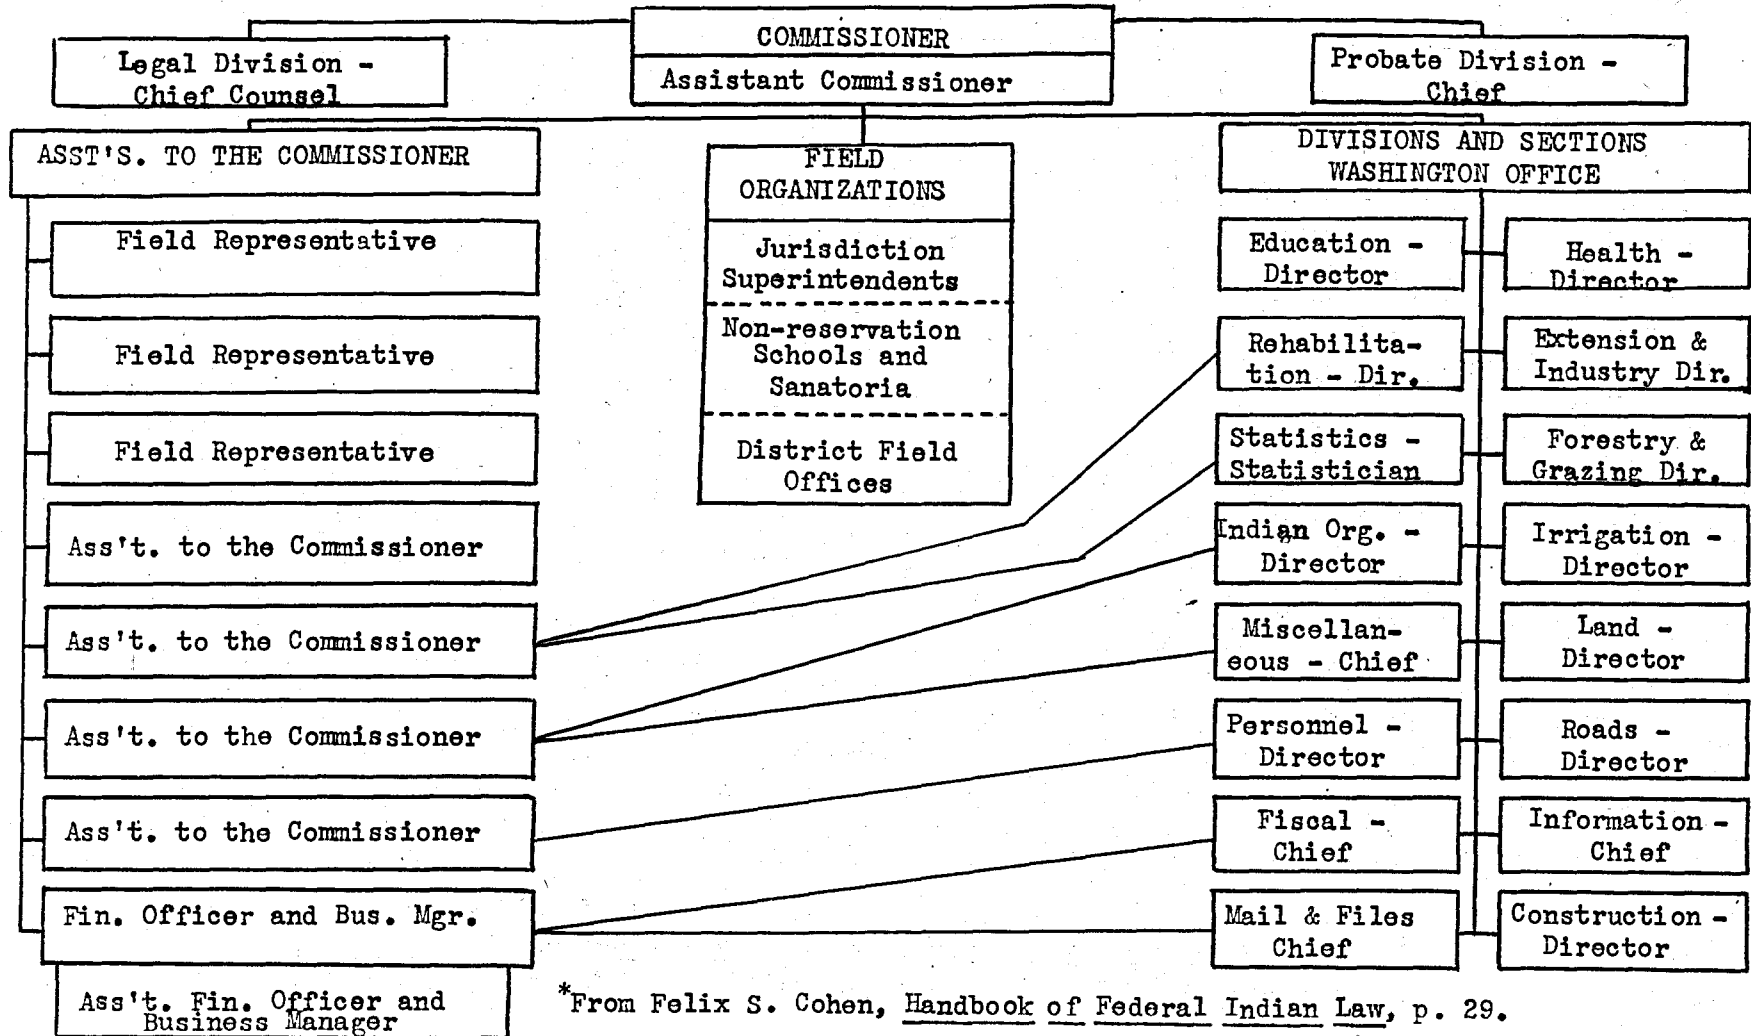 COMMISSIONER
Assistant Commissioner
Legal Division -
Chief Counsel
Probate Division -
Chief
ASST'S. TO THE COMMISSIONER
Field Representative
Field Representative
Field Representative
Ass't. to the Commissioner
Ass't. to the Commissioner
Ass't. to the Commissioner
Ass't. to the Commissioner
Fin. Officer and Bus. Mgr.
Ass't. Fin. Officer and
Business Manager
FIELD
ORGANIZATIONS
Jurisdiction
Superintendents
Non-reservation
Schools and
Sanatoria
District Field
Offices
DIVISIONS AND SECTIONS
WASHINGTON OFFICE
Education -
Director
Health -
Director
Rehabilita-
tion - Dir.
Extension &
Industry Dir.
Statistics -
Statistician
Forestry &
Grazing Dir.
Indian Org. -
Director
Irrigation -
Director
Miscellan-
eous - Chief
Land -
Director
Personnel -
Director
Roads -
Director
Fiscal -
Chief
Information -
Chief
Mail & Files
Chief
Construction -
Director
*From Felix S. Cohen, Handbook of Federal Indian Law, p. 29.